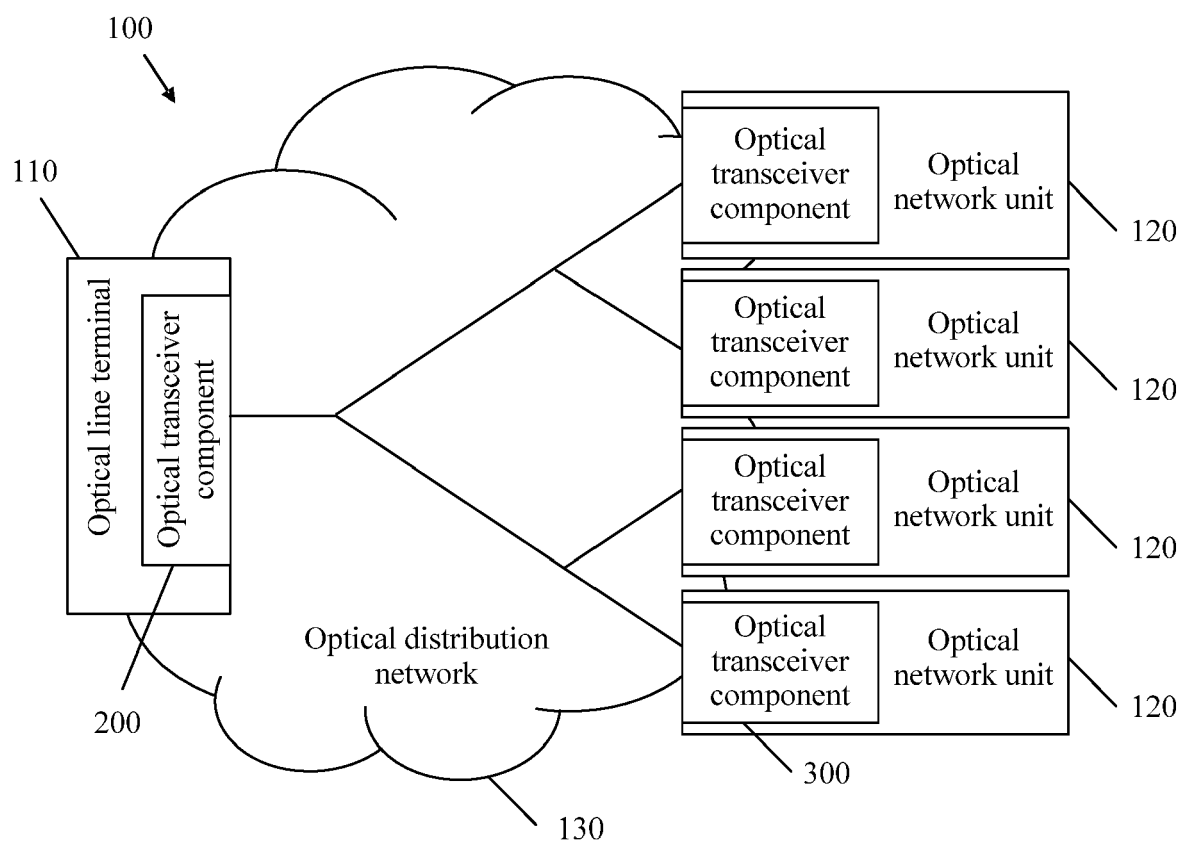 100
110
Optical line terminal
Optical transceiver
component
200
Optical distribution
network
130
Optical
transceiver
component
Optical
network unit
120
Optical
transceiver
component
Optical
network unit
120
Optical
transceiver
component
Optical
network unit
120
Optical
transceiver
component
Optical
network unit
120
300